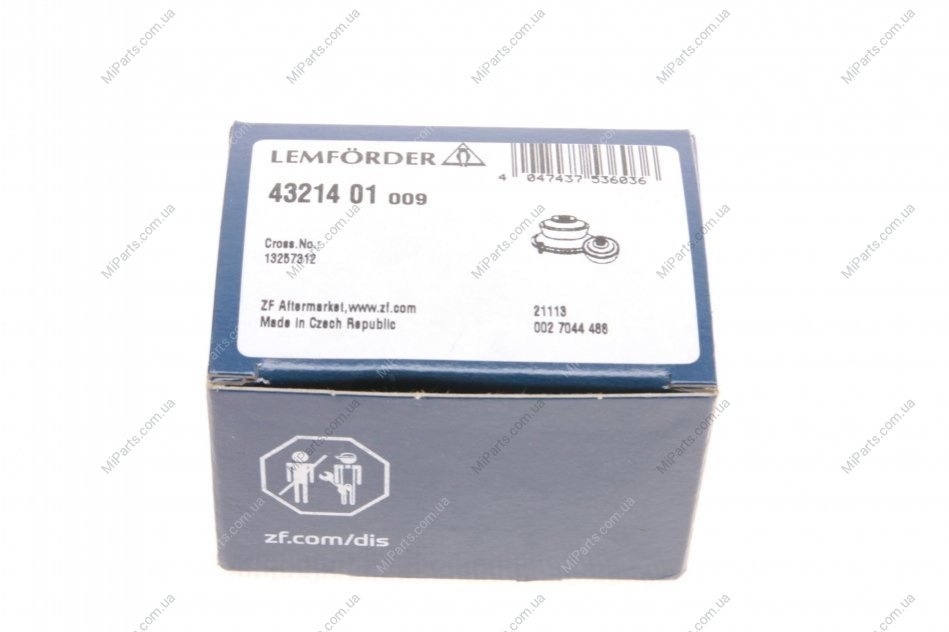 LEMFÖRDER
4 047437 536036
43214 01 009
Cross.No.:
13257312
ZF Aftermarket,www.zf.com
Made in Czech Republic
21113
002 7044 488
zf.com/dis
MiParts.com.ua